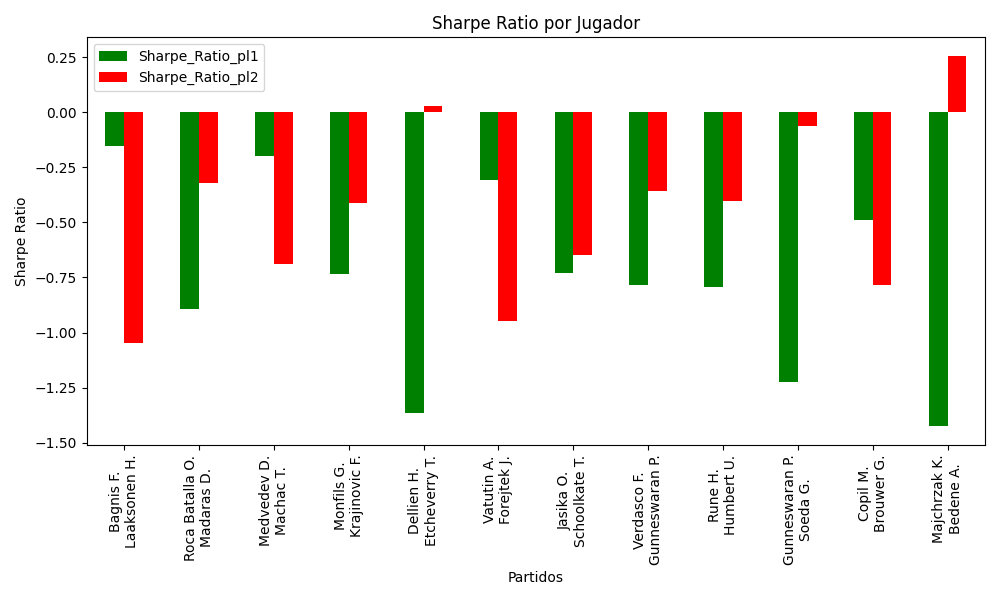 Sharpe Ratio por Jugador
Sharpe_Ratio_pl1
Sharpe_Ratio_pl2
Sharpe Ratio
0.25
0.00
−0.25
−0.50
−0.75
−1.00
−1.25
−1.50
Bagnis F.
Laaksonen H.
Roca Batalla O.
Madaras D.
Medvedev D.
Machac T.
Monfils G.
Krajinovic F.
Dellien H.
Etcheverry T.
Vatutin A.
Forejtek J.
Jasika O.
Schoolkate T.
Verdasco F.
Gunneswaran P.
Rune H.
Humbert U.
Gunneswaran P.
Soeda G.
Copil M.
Brouwer G.
Majchrzak K.
Bedene A.
Partidos